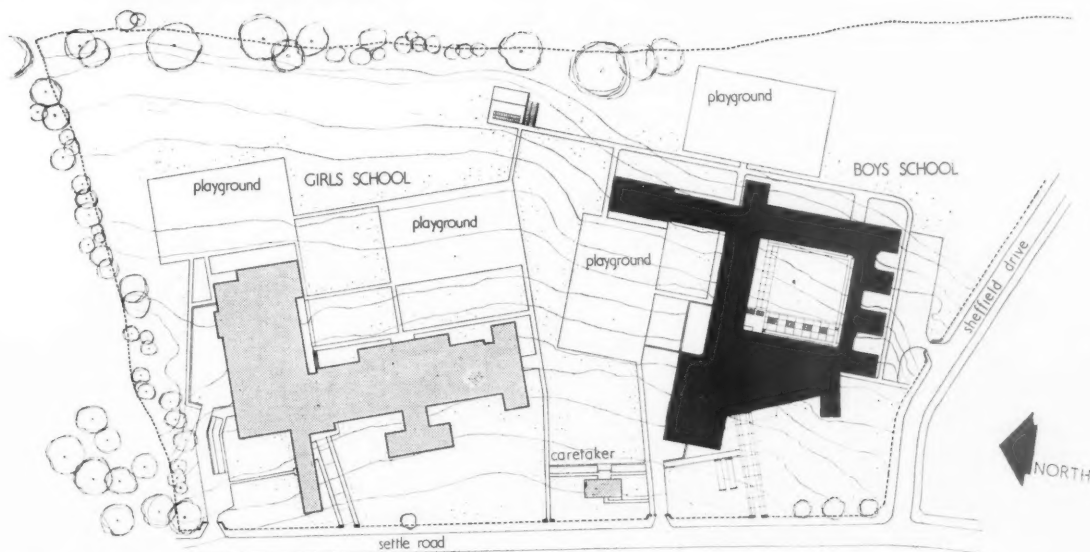 playground
BOYS SCHOOL
playground
GIRLS SCHOOL
playground
playground
sheffield drive
caretaker
NORTH
settle road